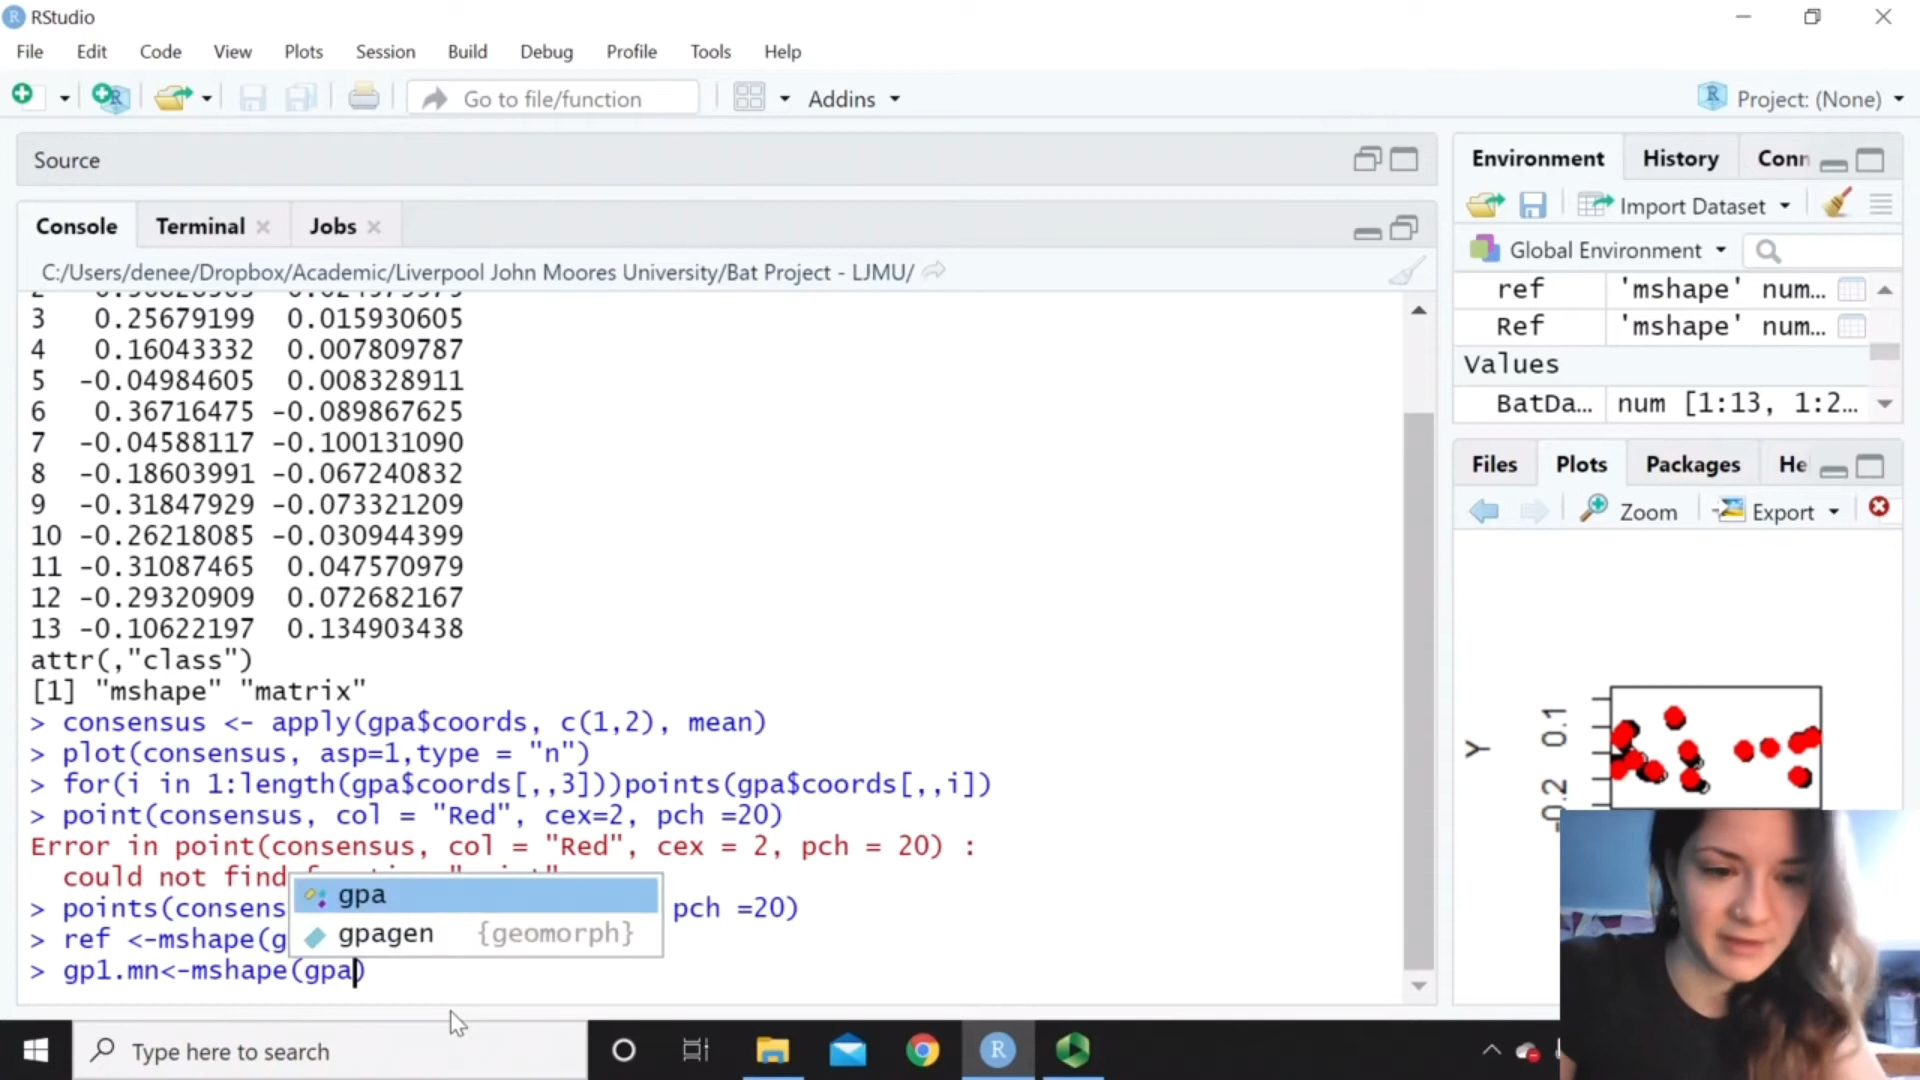 RStudio
File Edit Code View Plots Session Build Debug Profile Tools Help
Go to file/function Addins Project: (None)
Source
Console Terminal Jobs
C:/Users/denee/Dropbox/Academic/Liverpool John Moores University/Bat Project - LJMU/
3 0.25679199 0.015930605
4 0.16043332 0.007809787
5 -0.04984605 0.008328911
6 0.36716475 -0.089867625
7 -0.04588117 -0.100131090
8 -0.18603991 -0.067240832
9 -0.31847929 -0.073321209
10 -0.26218085 -0.030944399
11 -0.31087465 0.047570979
12 -0.29320909 0.072682167
13 -0.10622197 0.134903438
attr(,"class")
[1] "mshape" "matrix"
> consensus <- apply(gpa$coords, c(1,2), mean)
> plot(consensus, asp=1,type = "n")
> for(i in 1:length(gpa$coords[,,3]))points(gpa$coords[,,i])
> point(consensus, col = "Red", cex=2, pch =20)
Error in point(consensus, col = "Red", cex = 2, pch = 20) :
could not find
> points(consens pch =20)
> ref <-mshape(g
> gp1.mn<-mshape(gpa)
gpa
gpagen {geomorph}
Environment History Conn
Import Dataset
Global Environment
ref 'mshape' num...
Ref 'mshape' num...
Values
BatDa... num [1:13, 1:2...
Files Plots Packages He
Zoom Export
Y
0.1
-0.2
Type here to search